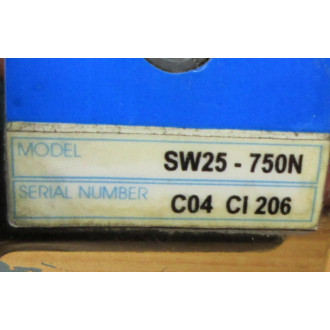 MODEL SW25 - 750N
SERIAL NUMBER C04 CI 206